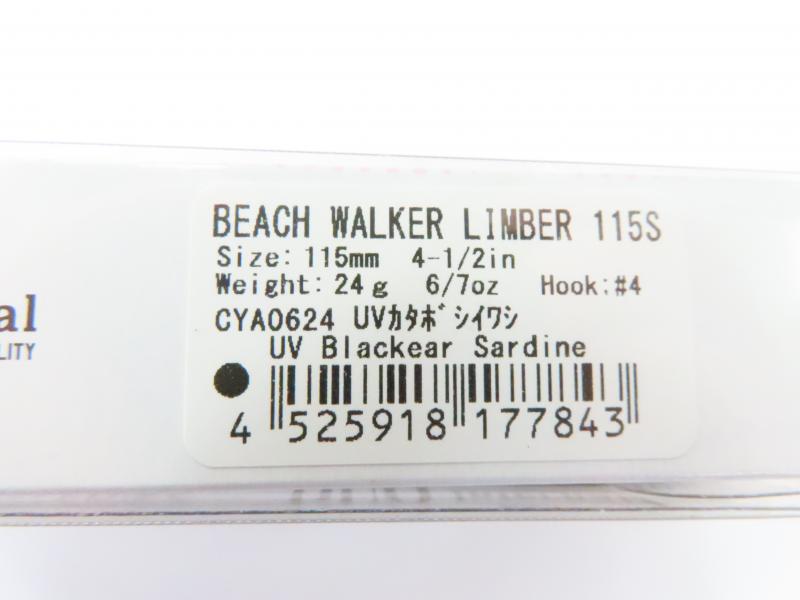 BEACH WALKER LIMBER 115S
Size: 115mm 4-1/2in
Weight: 24g 6/7oz Hook:#4
CYA0624 UVｶﾀﾎﾞｼｲﾜｼ
UV Blackear Sardine
4 525918 177843
al
LITY